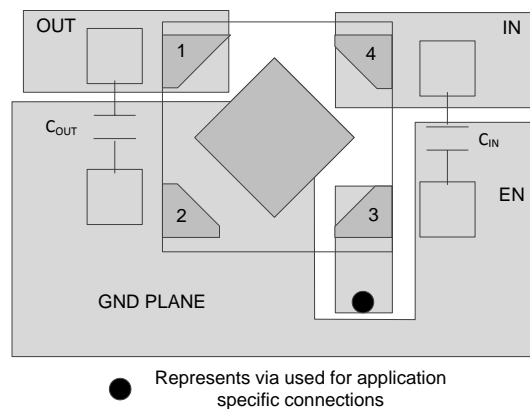 OUT
IN
1
4
COUT
CIN
2
3
EN
GND PLANE
Represents via used for application
specific connections